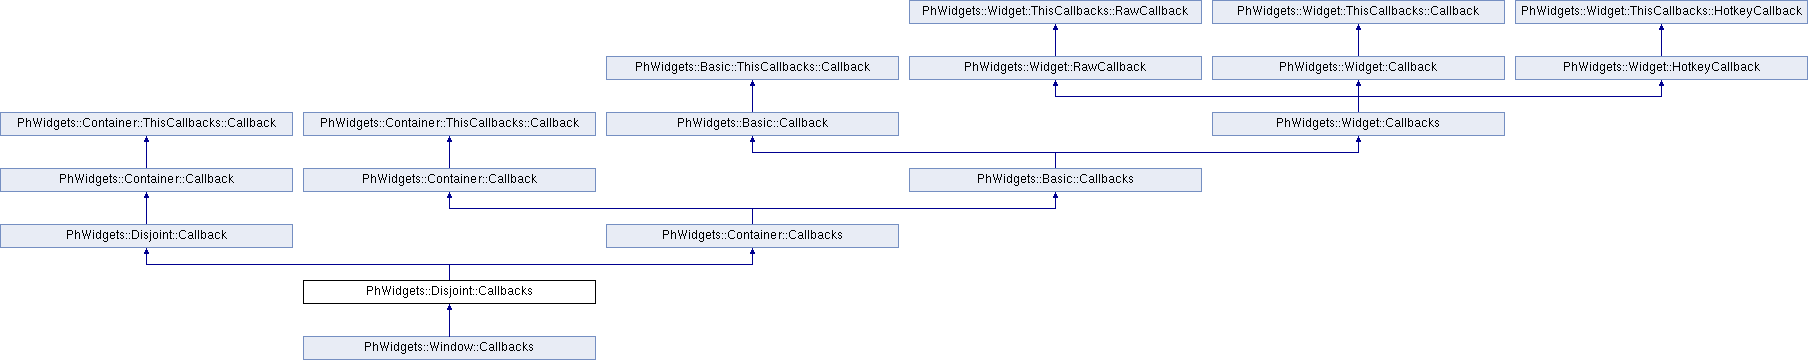 PhWidgets::Widget::ThisCallbacks::RawCallback
PhWidgets::Widget::ThisCallbacks::Callback
PhWidgets::Widget::ThisCallbacks::HotkeyCallback
PhWidgets::Basic::ThisCallbacks::Callback
PhWidgets::Widget::RawCallback
PhWidgets::Widget::Callback
PhWidgets::Widget::HotkeyCallback
PhWidgets::Container::ThisCallbacks::Callback
PhWidgets::Container::ThisCallbacks::Callback
PhWidgets::Basic::Callback
PhWidgets::Widget::Callbacks
PhWidgets::Container::Callback
PhWidgets::Container::Callback
PhWidgets::Basic::Callbacks
PhWidgets::Disjoint::Callback
PhWidgets::Container::Callbacks
PhWidgets::Disjoint::Callbacks
PhWidgets::Window::Callbacks